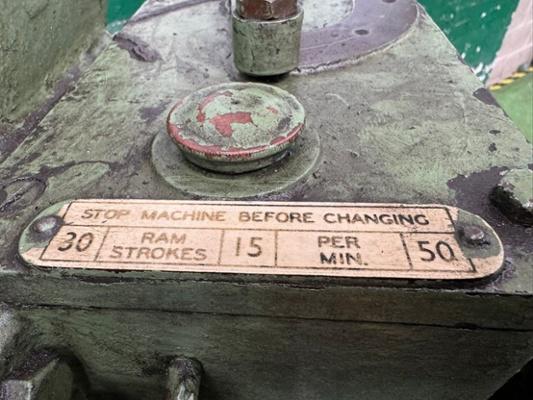 STOP MACHINE BEFORE CHANGING
30 RAM STROKES 15 PER MIN. 50